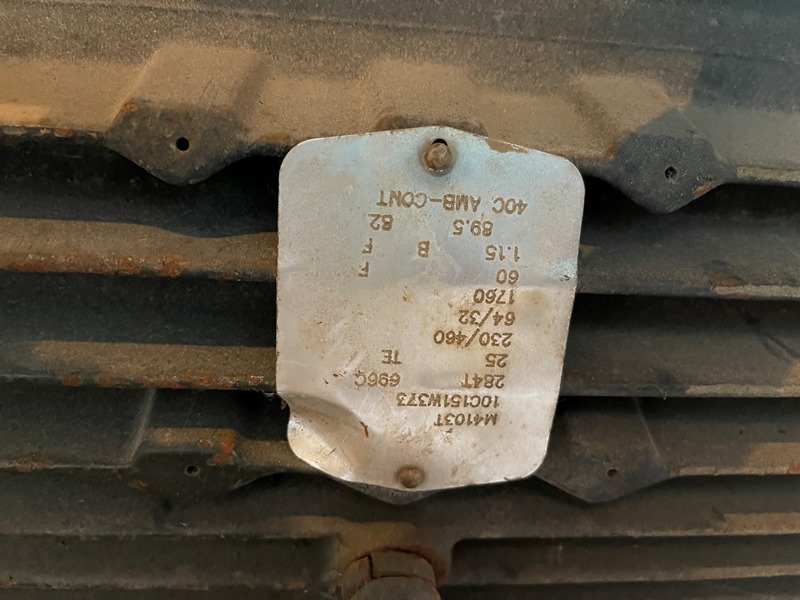 M4103T
10C151W373
284T 696C
25 TE
230/460
64/32
1760
60 F
1.15 B F
89.5 82
40C AMB-CONT